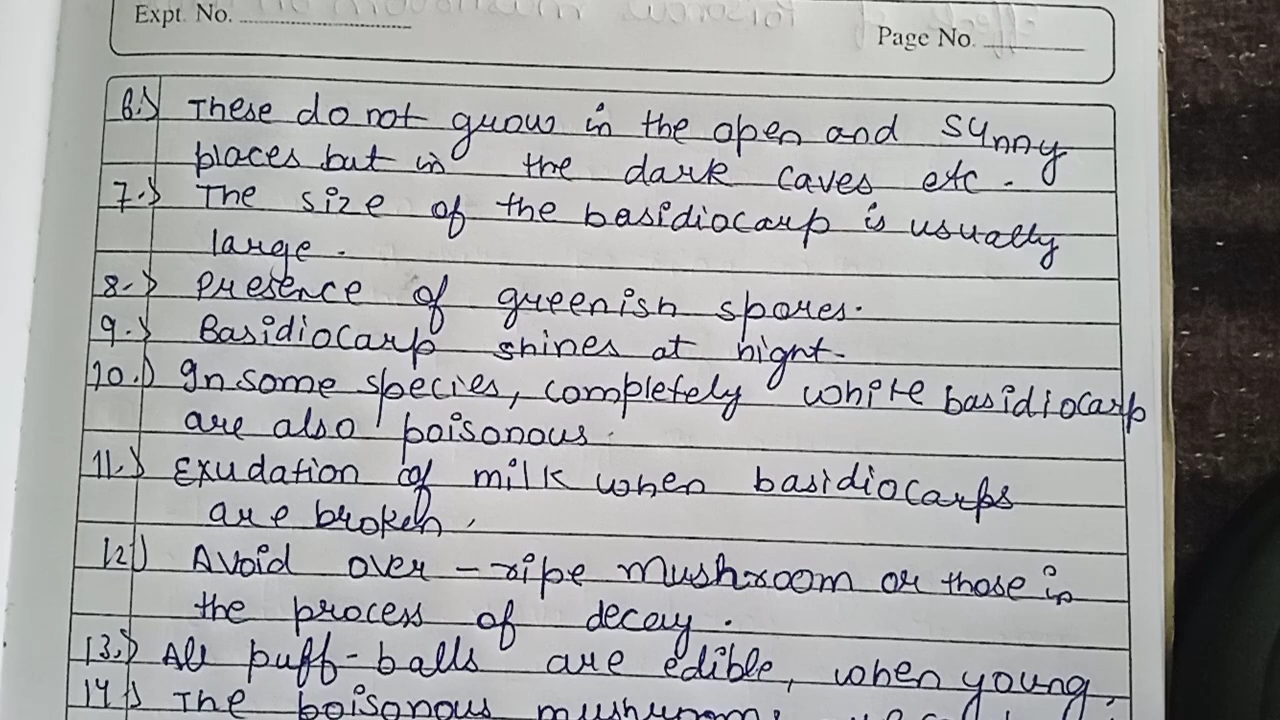 Expt. No.
Page No.
6.) These do not grow in the open and sunny
places but in the dark caves etc.
7.) The size of the basidiocarp is usually
large.
8.) Presence of greenish spores.
9.) Basidiocarp shines at night.
10.) In some species, completely white basidiocarp
are also poisonous.
11.) Exudation of milk when basidiocarps
are broken.
12) Avoid over-ripe mushroom or those in
the process of decay.
13.) All puff-balls are edible, when young.
14) The poisonous